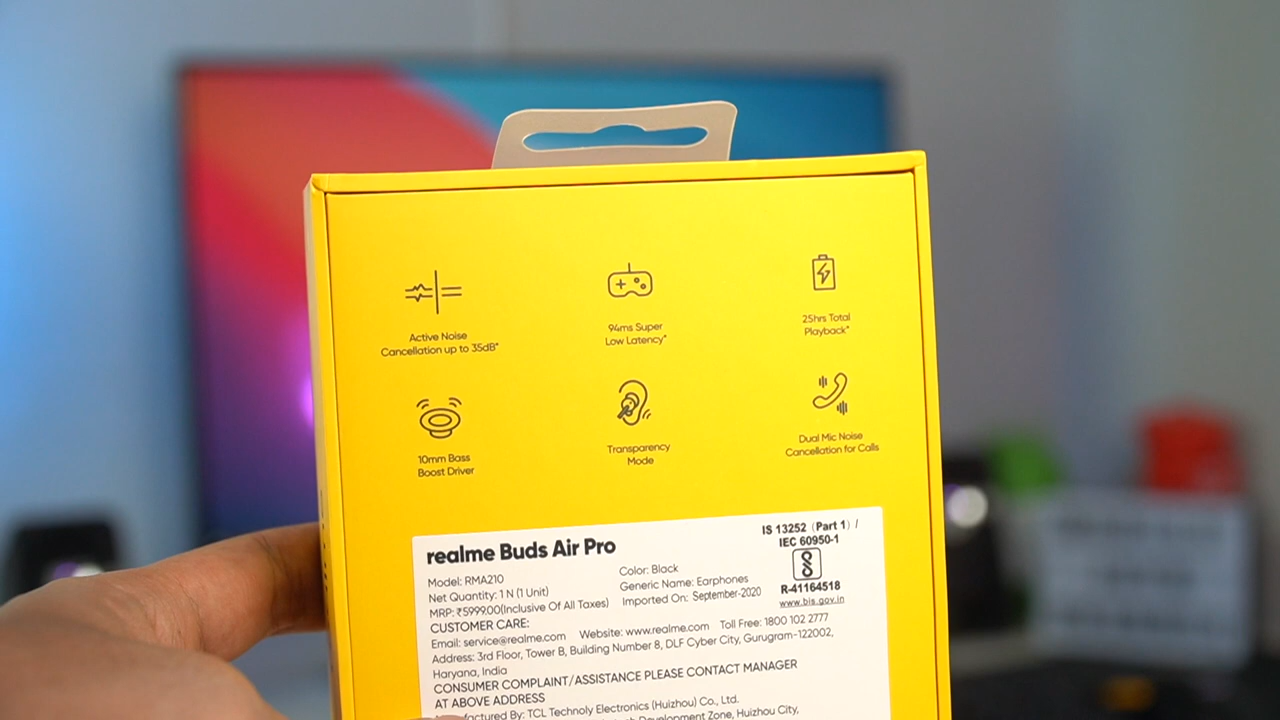 Active Noise
Cancellation up to 35dB*
94ms Super
Low Latency*
25hrs Total
Playback*
10mm Bass
Boost Driver
Transparency
Mode
Dual Mic Noise
Cancellation for Calls
realme Buds Air Pro
Model: RMA210
Net Quantity: 1 N (1 Unit)
MRP: ₹5999.00(Inclusive Of All Taxes)
Color: Black
Generic Name: Earphones
Imported On: September-2020
IS 13252 (Part 1) /
IEC 60950-1
R-41164518
www.bis.gov.in
CUSTOMER CARE:
Email: service@realme.com Website: www.realme.com Toll Free: 1800 102 2777
Address: 3rd Floor, Tower B, Building Number 8, DLF Cyber City, Gurugram-122002,
Haryana, India
CONSUMER COMPLAINT/ASSISTANCE PLEASE CONTACT MANAGER
AT ABOVE ADDRESS
By: TCL Technoly Electronics (Huizhou) Co., Ltd.
Development Zone, Huizhou City,